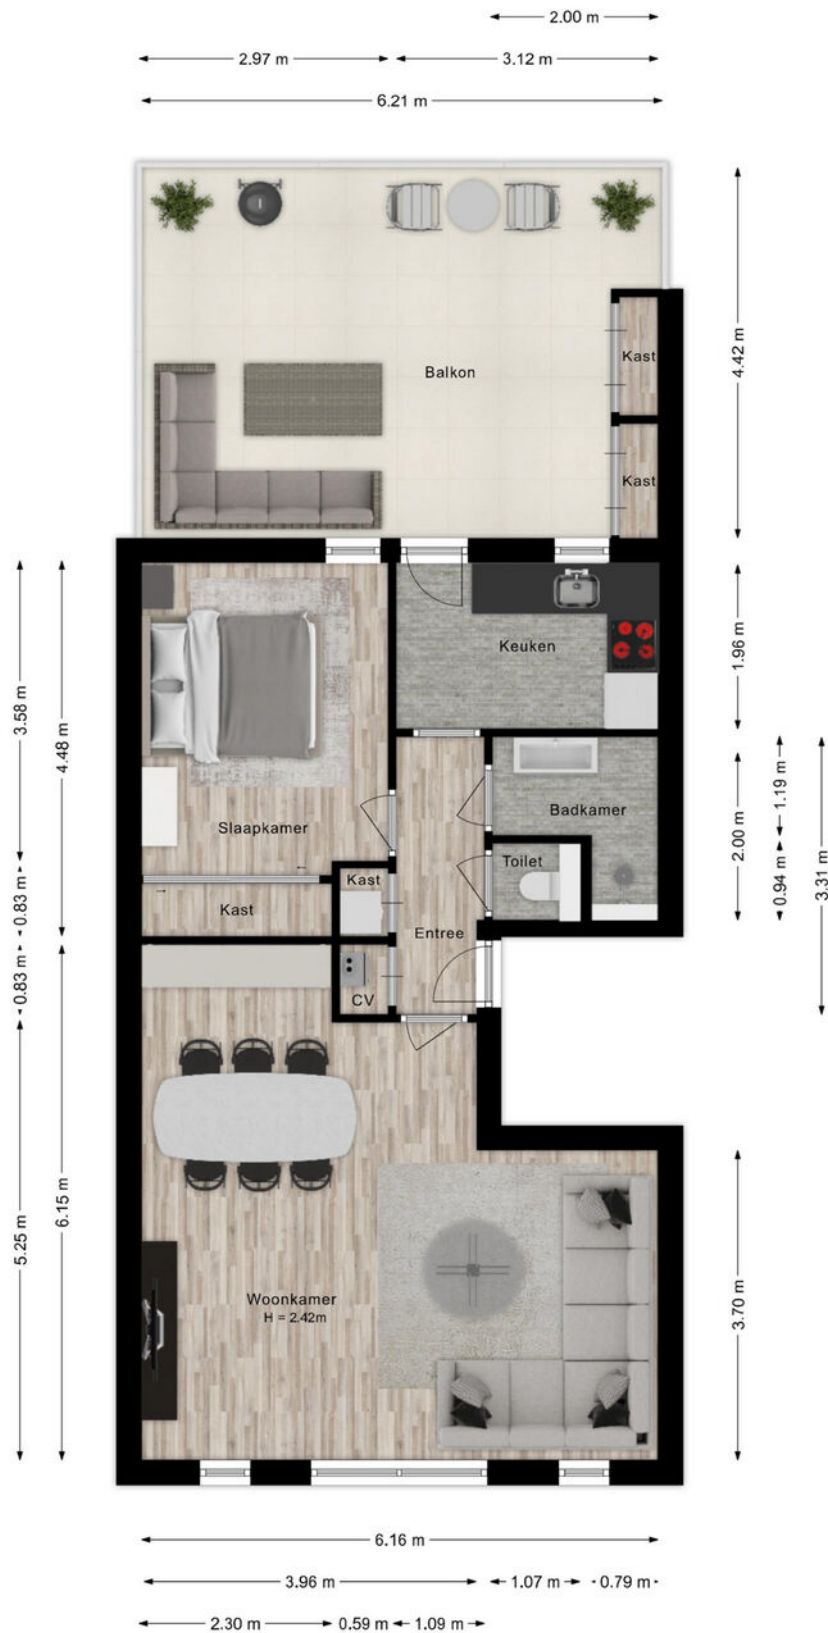 2.00 m
2.97 m
3.12 m
6.21 m
4.42 m
Kast
Balkon
Kast
Keuken
1.96 m
3.58 m
4.48 m
Badkamer
1.19 m
2.00 m
Slaapkamer
Toilet
3.31 m
0.94 m
Kast
0.83 m
Kast
Entree
0.83 m
CV
6.15 m
5.25 m
Woonkamer
H = 2.42m
3.70 m
6.16 m
3.96 m
1.07 m
0.79 m
2.30 m
0.59 m
1.09 m